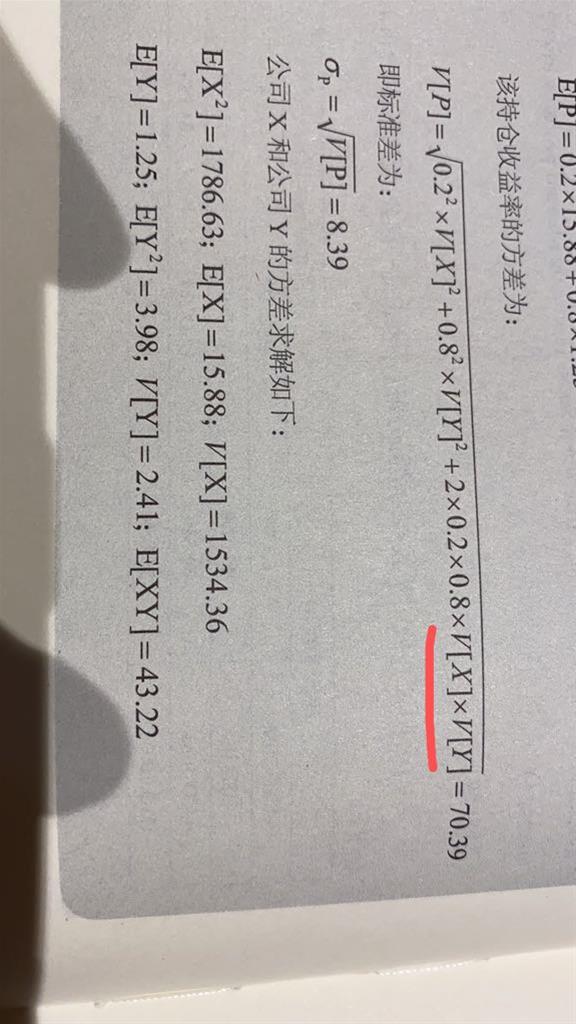 E[P]=0.2×15.88+0.8×1.25
该持仓收益率的方差为：
V[P]=√0.2²×V[X]²+0.8²×V[Y]²+2×0.2×0.8×V[X]×V[Y]=70.39
即标准差为：
σₚ=√V[P]=8.39
公司 X 和公司 Y 的方差求解如下：
E[X²]=1786.63; E[X]=15.88; V[X]=1534.36
E[Y]=1.25; E[Y²]=3.98; V[Y]=2.41; E[XY]=43.22